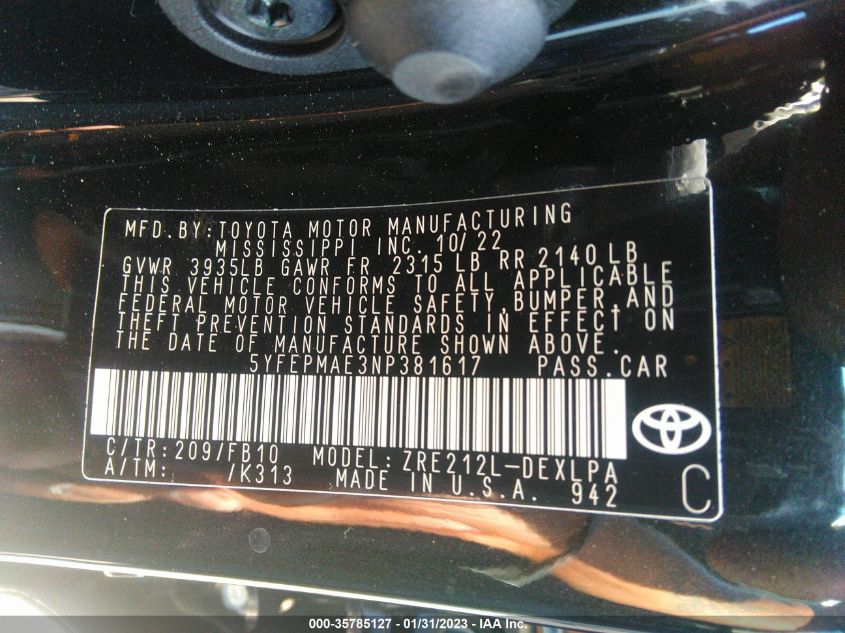 MFD.BY:TOYOTA MOTOR MANUFACTURING
MISSISSIPPI INC. 10/22
GVWR 3935LB GAWR FR 2315 LB RR 2140 LB
THIS VEHICLE CONFORMS TO ALL APPLICABLE
FEDERAL MOTOR VEHICLE SAFETY,BUMPER,AND
THEFT PREVENTION STANDARDS IN EFFECT ON
THE DATE OF MANUFACTURE SHOWN ABOVE.
5YFEPMAE3NP381617 PASS.CAR
C/TR:209/FB10 MODEL:ZRE212L-DEXLPA
A/TM: /K313 MADE IN U.S.A. 942
C
000-35785127 - 01/31/2023 - IAA Inc.